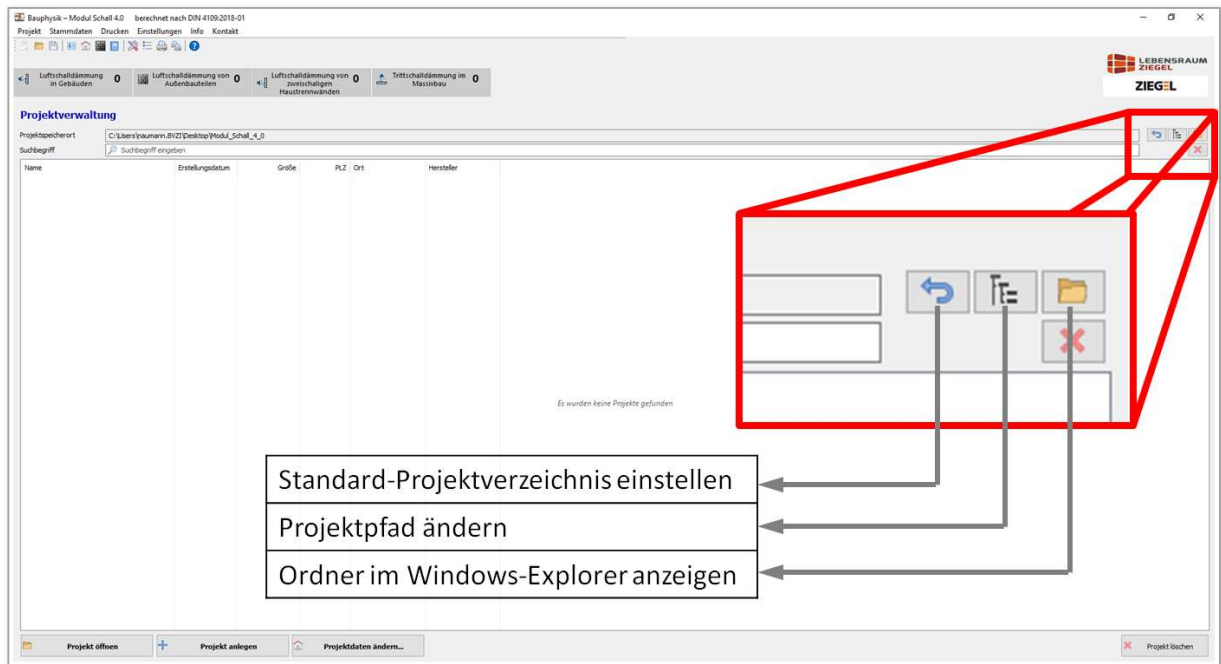 Bauphysik – Modul Schall 4.0 berechnet nach DIN 4109:2018-01
Projekt Stammdaten Drucken Einstellungen Info Kontakt
Luftschalldämmung in Gebäuden 0
Luftschalldämmung von Außenbauteilen 0
Luftschalldämmung von zweischaligen Haustrennwänden 0
Trittschalldämmung im Massivbau 0
LEBENSRAUM
ZIEGEL
ZIEGEL
Projektverwaltung
Projektspeicherort C:\Users\naumann.BVZI\Desktop\Modul_Schall_4_0
Suchbegriff Suchbegriff eingeben
Name Erstellungsdatum Größe PLZ Ort Hersteller
Es wurden keine Projekte gefunden
Standard-Projektverzeichnis einstellen
Projektpfad ändern
Ordner im Windows-Explorer anzeigen
Projekt öffnen Projekt anlegen Projektdaten ändern... Projekt löschen